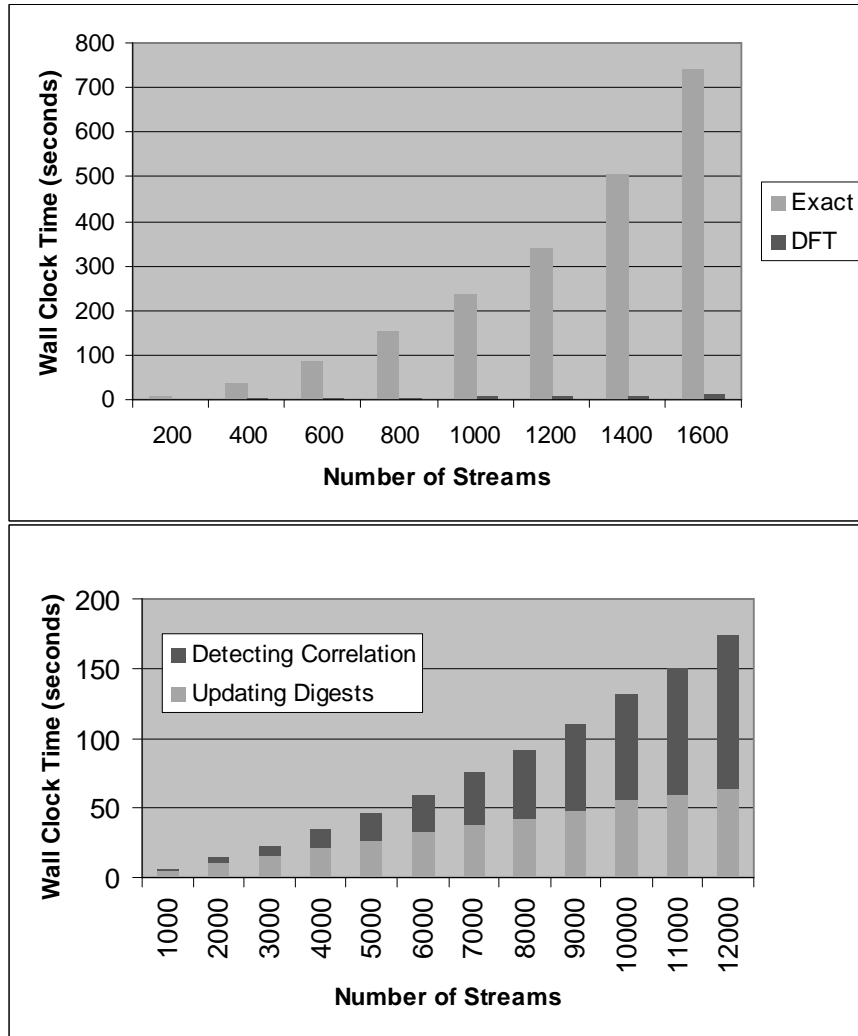 800
700
600
500
400
300
200
100
0
Wall Clock Time (seconds)
200 400 600 800 1000 1200 1400 1600
Number of Streams
Exact
DFT
200
150
100
50
0
Wall Clock Time (seconds)
Detecting Correlation
Updating Digests
1000 2000 3000 4000 5000 6000 7000 8000 9000 10000 11000 12000
Number of Streams